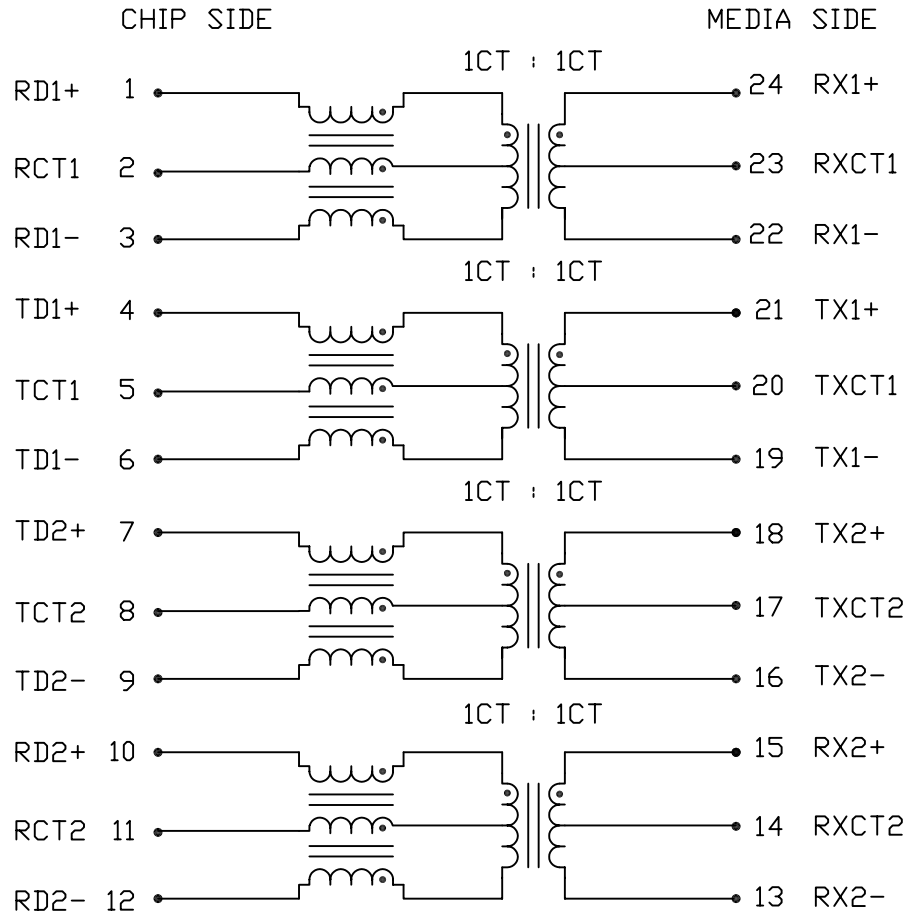 CHIP SIDE MEDIA SIDE
1CT : 1CT
RD1+ 1 24 RX1+
RCT1 2 23 RXCT1
RD1- 3 22 RX1-
1CT : 1CT
TD1+ 4 21 TX1+
TCT1 5 20 TXCT1
TD1- 6 19 TX1-
1CT : 1CT
TD2+ 7 18 TX2+
TCT2 8 17 TXCT2
TD2- 9 16 TX2-
1CT : 1CT
RD2+ 10 15 RX2+
RCT2 11 14 RXCT2
RD2- 12 13 RX2-